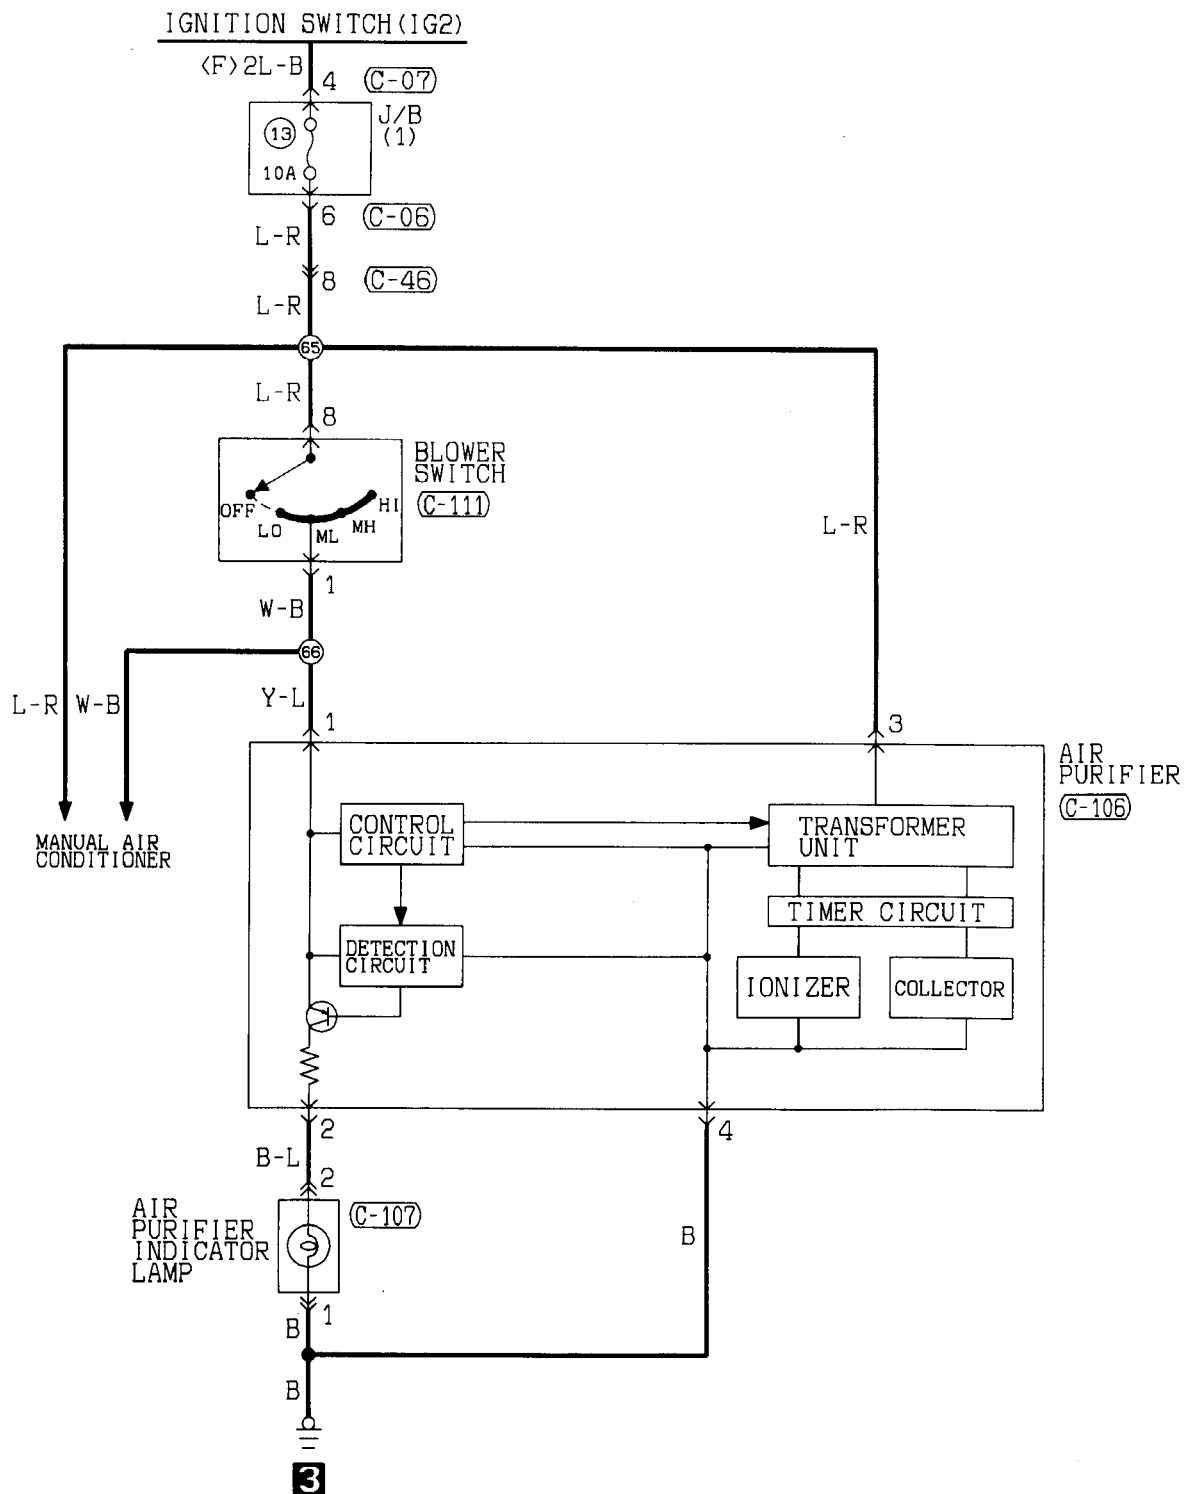 IGNITION SWITCH(IG2)
<F>2L-B
4
C-07
J/B
(1)
13
10A
6
C-06
L-R
8
C-46
L-R
65
L-R
8
BLOWER
SWITCH
C-111
OFF
LO
ML
MH
HI
L-R
1
W-B
66
L-R
W-B
Y-L
1
3
AIR
PURIFIER
C-106
MANUAL AIR
CONDITIONER
CONTROL
CIRCUIT
TRANSFORMER
UNIT
TIMER CIRCUIT
DETECTION
CIRCUIT
IONIZER
COLLECTOR
2
4
B-L
2
C-107
AIR
PURIFIER
INDICATOR
LAMP
B
1
B
B
3